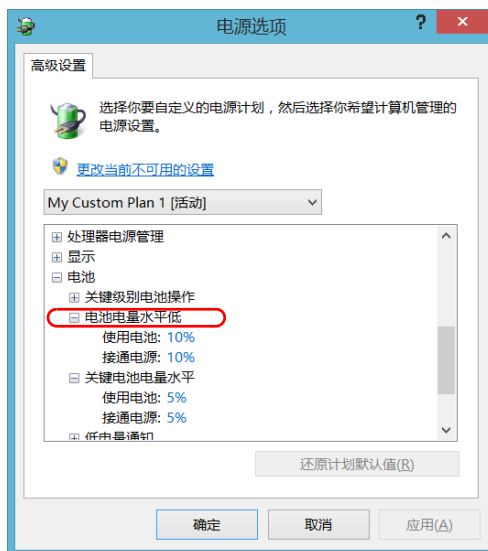 电源选项
?
×
高级设置
选择你要自定义的电源计划，然后选择你希望计算机管理的
电源设置。
更改当前不可用的设置
My Custom Plan 1 [活动]
处理器电源管理
显示
电池
关键级别电池操作
电池电量水平低
使用电池: 10%
接通电源: 10%
关键电池电量水平
使用电池: 5%
接通电源: 5%
低电量通知
还原计划默认值(R)
确定
取消
应用(A)